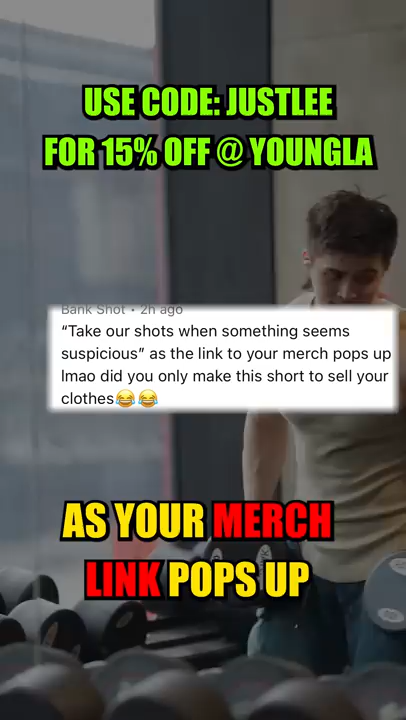 USE CODE: JUSTLEE
FOR 15% OFF @ YOUNGLA
Bank Shot • 2h ago
“Take our shots when something seems
suspicious” as the link to your merch pops up
lmao did you only make this short to sell your
clothes😂😂
AS YOUR MERCH
LINK POPS UP